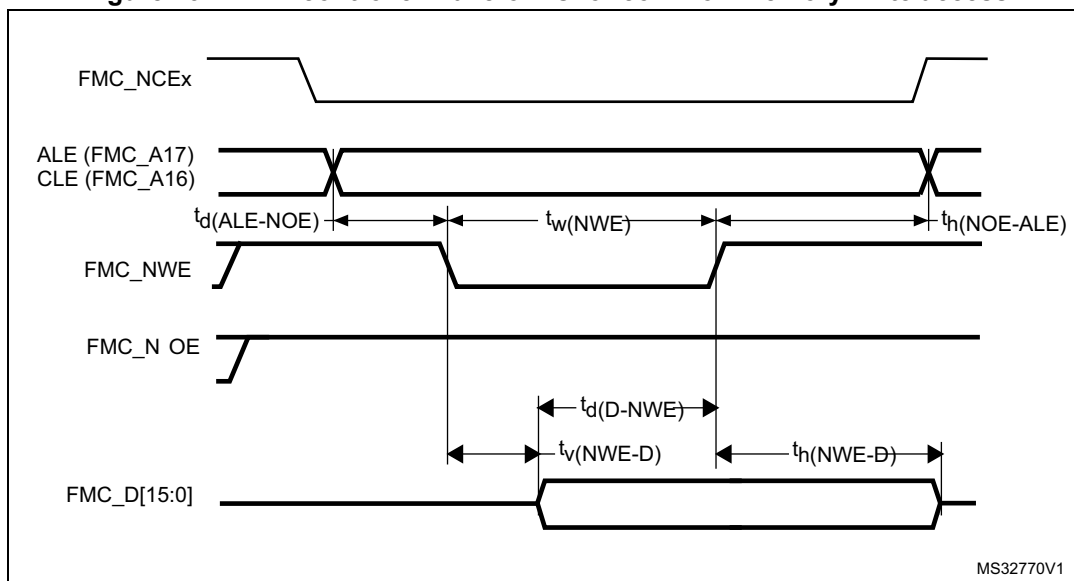 FMC_NCEx
ALE (FMC_A17)
CLE (FMC_A16)
td(ALE-NOE)
tw(NWE)
th(NOE-ALE)
FMC_NWE
FMC_N OE
td(D-NWE)
tv(NWE-D)
th(NWE-D)
FMC_D[15:0]
MS32770V1